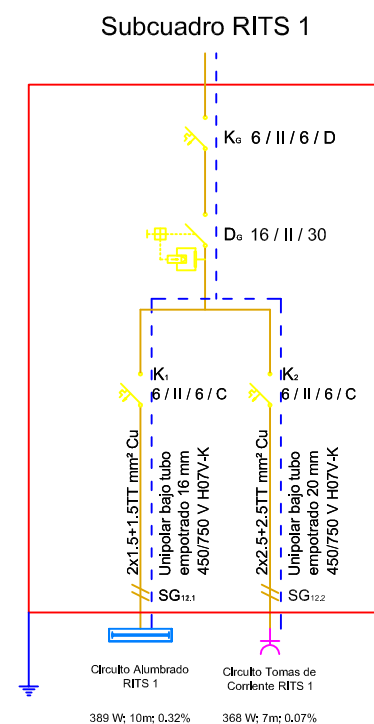 Subcuadro RITS 1
KG 6 / II / 6 / D
DG 16 / II / 30
K1
6 / II / 6 / C
K2
6 / II / 6 / C
2x1.5+1.5TT mm² Cu
Unipolar bajo tubo
empotrado 16 mm
450/750 V H07V-K
2x2.5+2.5TT mm² Cu
Unipolar bajo tubo
empotrado 20 mm
450/750 V H07V-K
SG12.1
SG12.2
Circuito Alumbrado
RITS 1
Circuito Tomas de
Corriente RITS 1
389 W; 10m; 0.32%
368 W; 7m; 0.07%